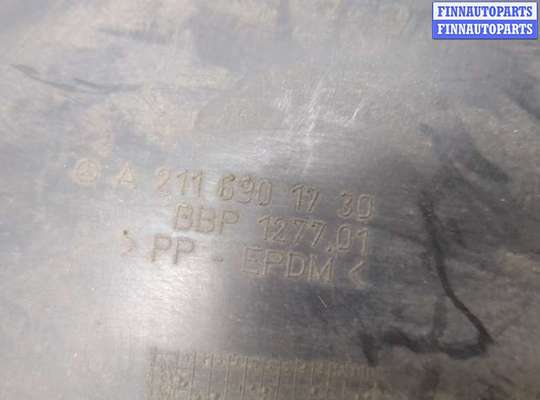 FINNAUTOPARTS
FINNAUTOPARTS
A 211 690 17 30
BBP 1277.01
>PP - EPDM<